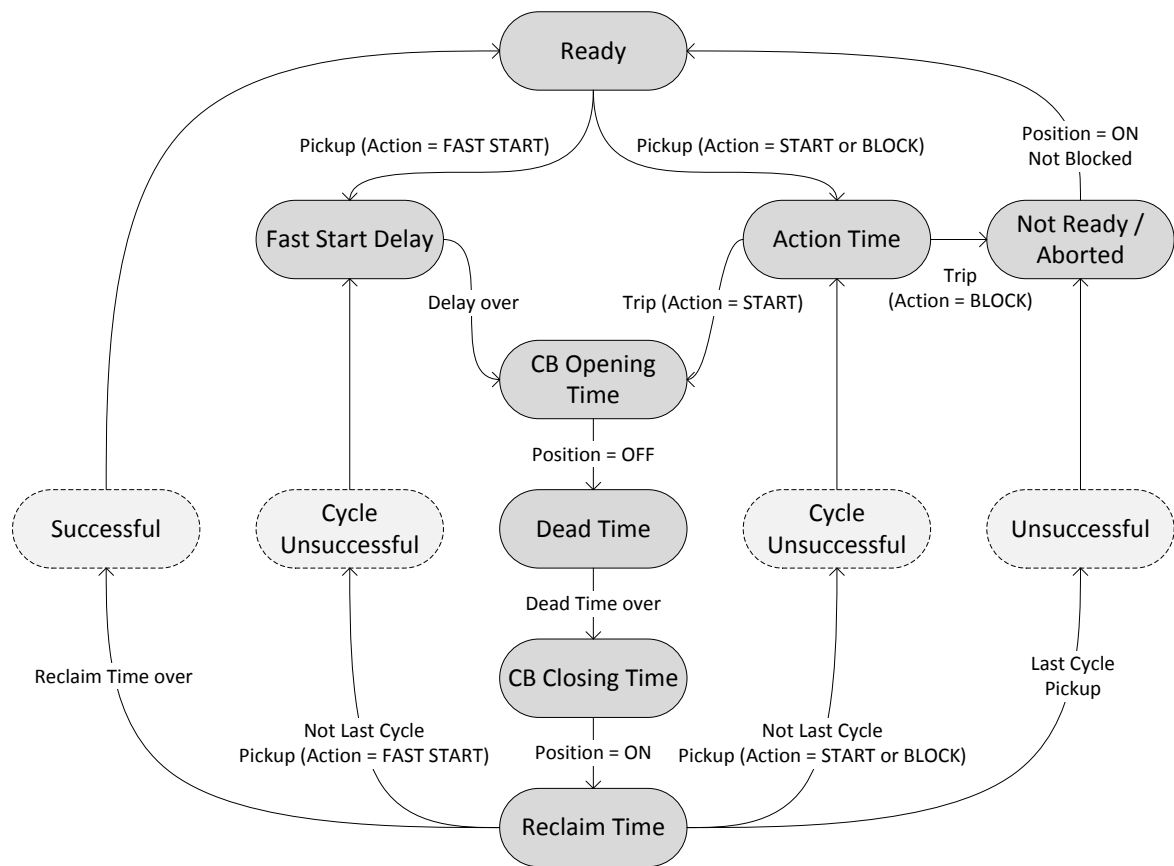 Ready
Pickup (Action = FAST START)
Pickup (Action = START or BLOCK)
Position = ON
Not Blocked
Fast Start Delay
Action Time
Not Ready /
Aborted
Delay over
Trip (Action = START)
Trip
(Action = BLOCK)
CB Opening
Time
Position = OFF
Successful
Cycle
Unsuccessful
Dead Time
Cycle
Unsuccessful
Unsuccessful
Dead Time over
Reclaim Time over
CB Closing Time
Last Cycle
Pickup
Not Last Cycle
Pickup (Action = FAST START)
Position = ON
Not Last Cycle
Pickup (Action = START or BLOCK)
Reclaim Time